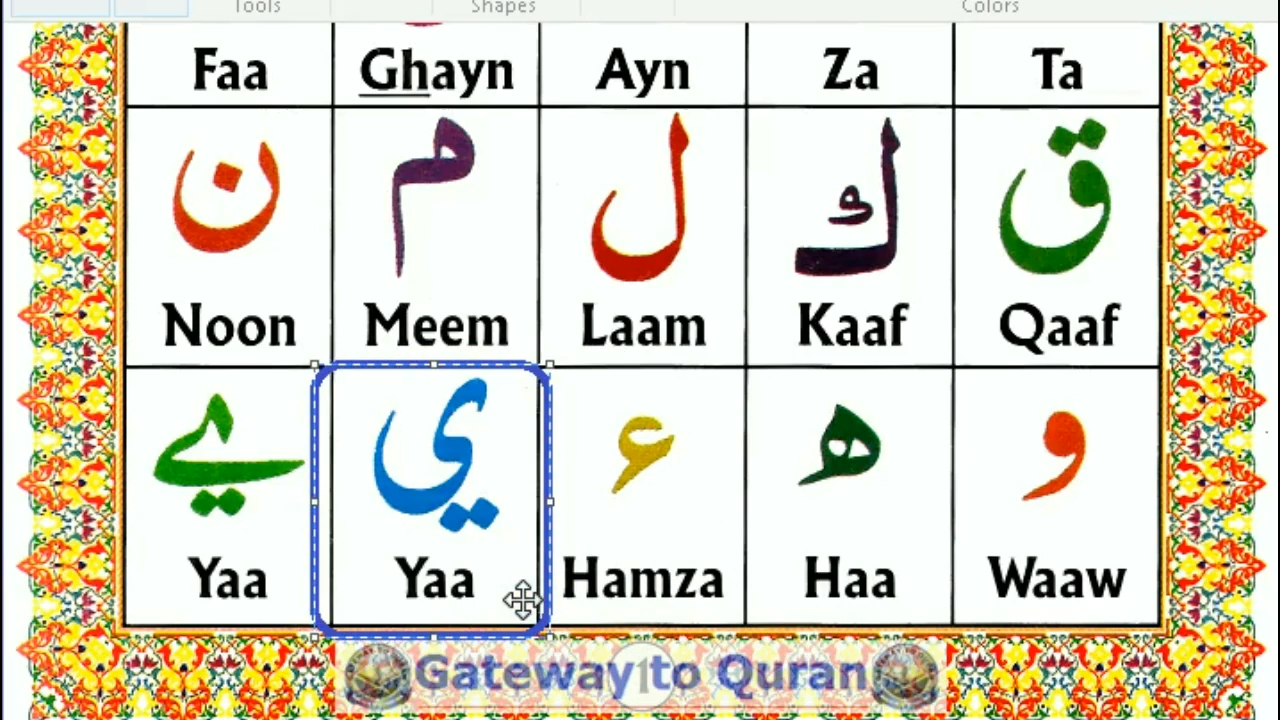 Tools Shapes Colors
Faa Ghayn Ayn Za Ta
ن م ل ك ق
Noon Meem Laam Kaaf Qaaf
ے ي ء ه و
Yaa Yaa Hamza Haa Waaw
Gateway to Quran
1